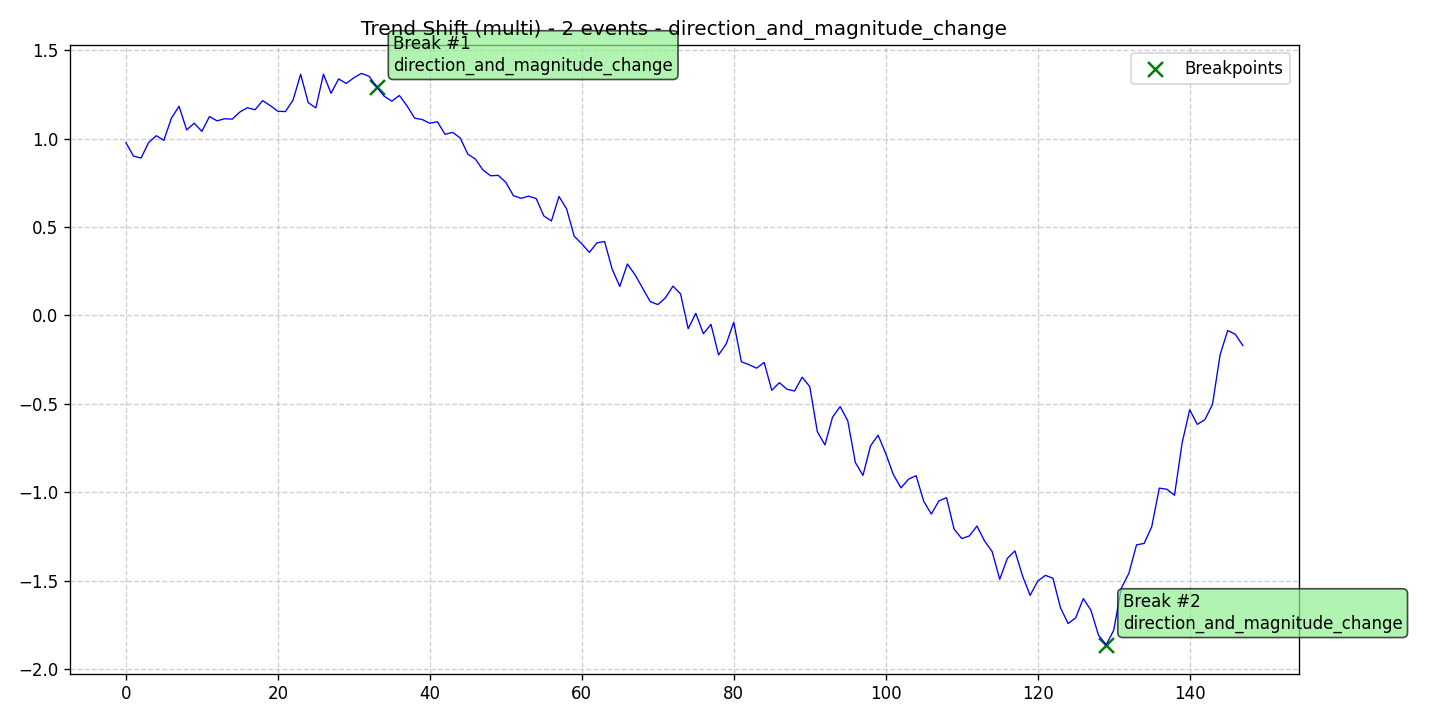 Trend Shift (multi) - 2 events - direction_and_magnitude_change
Break #1
direction_and_magnitude_change
Breakpoints
1.5
1.0
0.5
0.0
−0.5
−1.0
−1.5
−2.0
Break #2
direction_and_magnitude_change
0 20 40 60 80 100 120 140